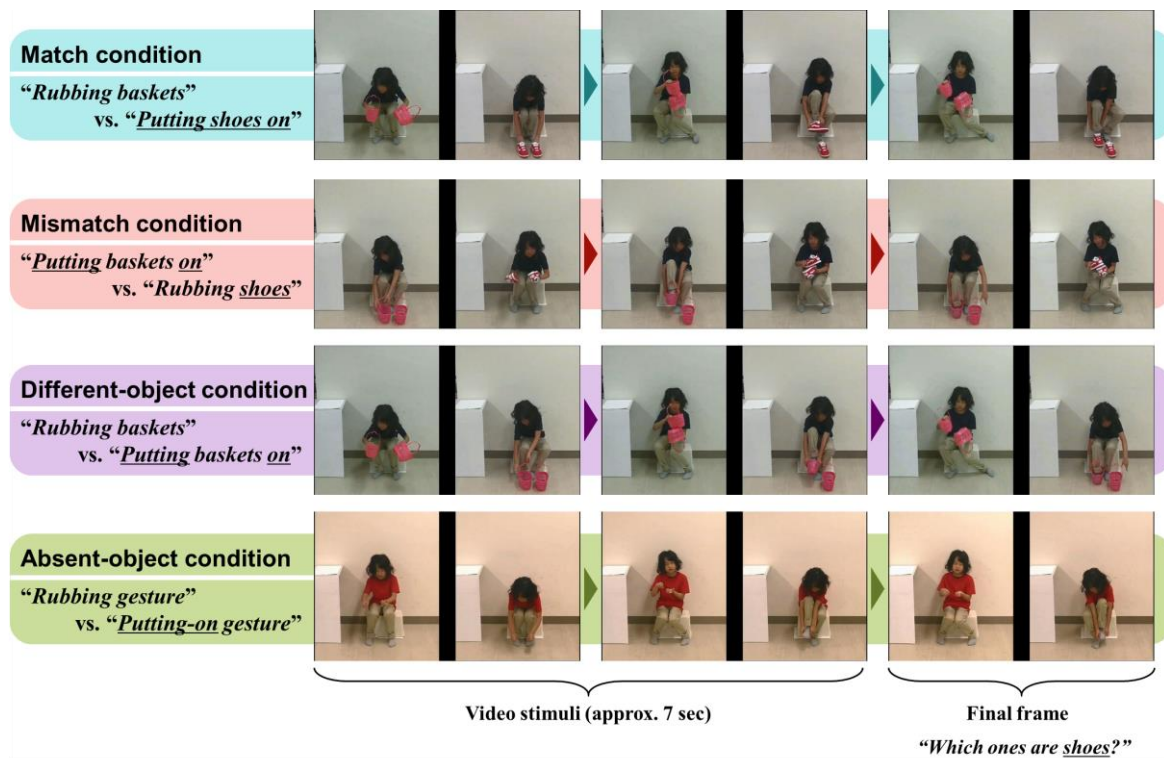 Match condition
“Rubbing baskets”
vs. “Putting shoes on”
Mismatch condition
“Putting baskets on”
vs. “Rubbing shoes”
Different-object condition
“Rubbing baskets”
vs. “Putting baskets on”
Absent-object condition
“Rubbing gesture”
vs. “Putting-on gesture”
Video stimuli (approx. 7 sec)
Final frame
“Which ones are shoes?”